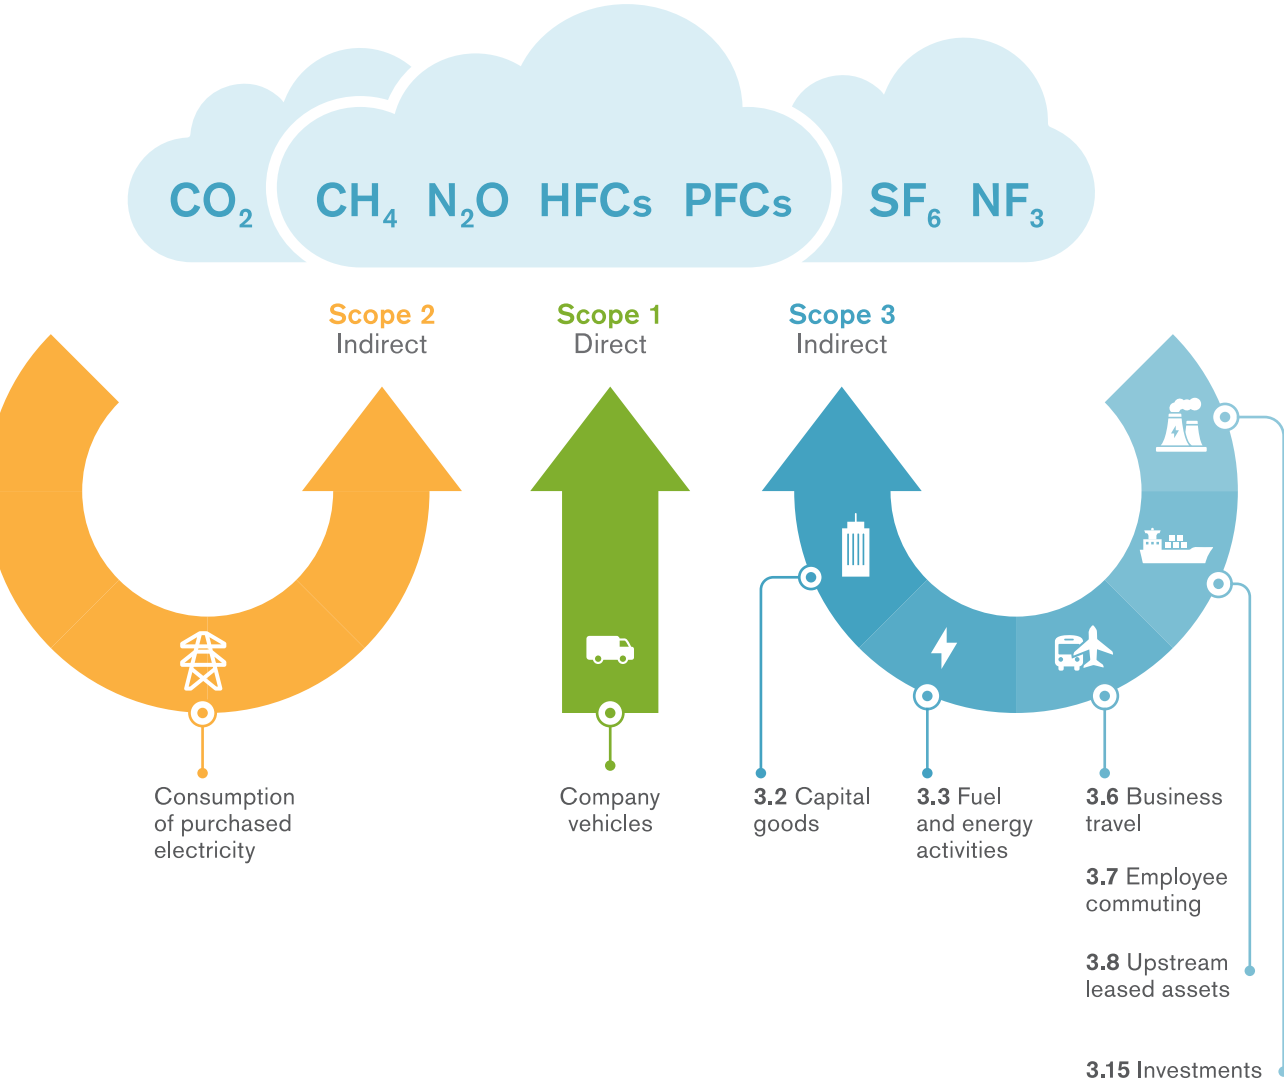 CO2 CH4 N2O HFCs PFCs SF6 NF3
Scope 2
Indirect
Scope 1
Direct
Scope 3
Indirect
Consumption
of purchased
electricity
Company
vehicles
3.2 Capital
goods
3.3 Fuel
and energy
activities
3.6 Business
travel
3.7 Employee
commuting
3.8 Upstream
leased assets
3.15 Investments